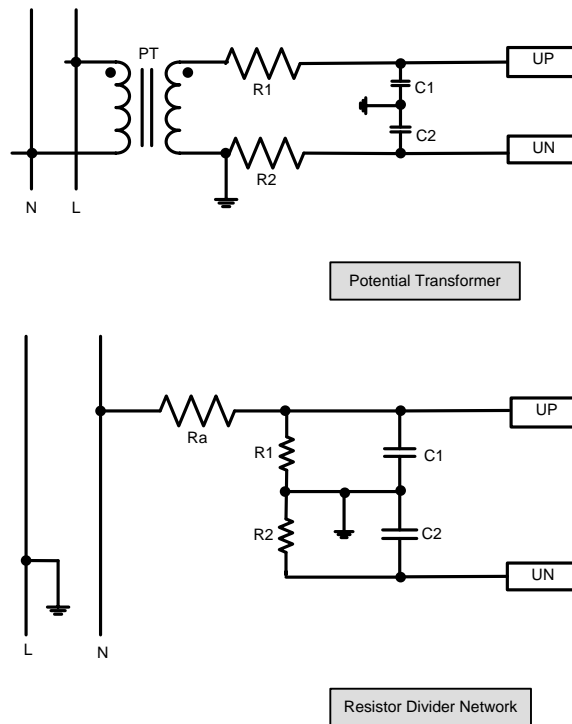 PT
UP
R1
C1
C2
UN
R2
N
L
Potential Transformer
UP
Ra
R1
C1
R2
C2
UN
L
N
Resistor Divider Network